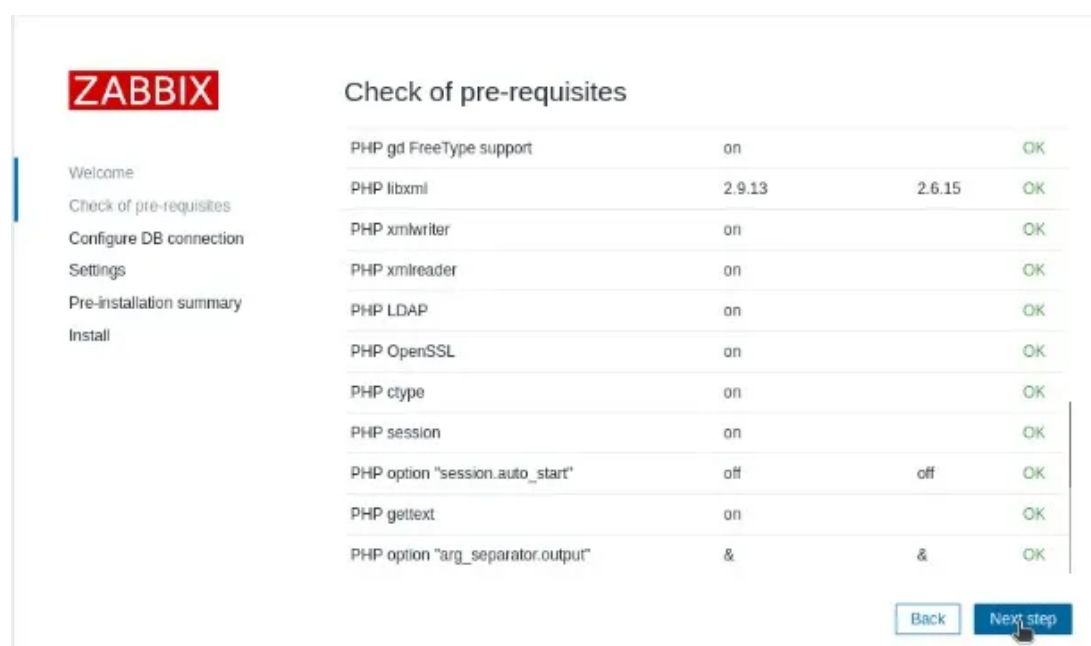 ZABBIX
Check of pre-requisites
Welcome
Check of pre-requisites
Configure DB connection
Settings
Pre-installation summary
Install
PHP gd FreeType support on OK
PHP libxml 2.9.13 2.6.15 OK
PHP xmlwriter on OK
PHP xmlreader on OK
PHP LDAP on OK
PHP OpenSSL on OK
PHP ctype on OK
PHP session on OK
PHP option "session.auto_start" off off OK
PHP gettext on OK
PHP option "arg_separator.output" & & OK
Back Next step